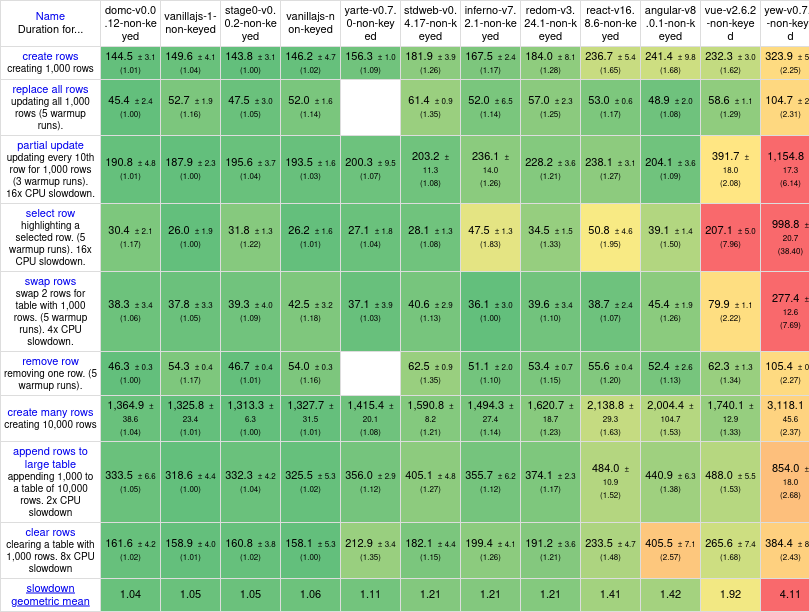 Name
Duration for...
domc-v0.0
.12-non-ke
yed
vanillajs-1-
non-keyed
stage0-v0.
0.2-non-ke
yed
vanillajs-n
on-keyed
yarte-v0.7.
0-non-key
ed
stdweb-v0.
4.17-non-k
eyed
inferno-v7.
2.1-non-ke
yed
redom-v3.
24.1-non-k
eyed
react-v16.
8.6-non-ke
yed
angular-v8
.0.1-non-k
eyed
vue-v2.6.2
-non-keye
d
yew-v0.7.
non-key
d
create rows
creating 1,000 rows
144.5 ± 3.1
(1.01)
149.6 ± 4.1
(1.04)
143.8 ± 3.1
(1.00)
146.2 ± 4.7
(1.02)
156.3 ± 1.0
(1.09)
181.9 ± 3.9
(1.26)
167.5 ± 2.4
(1.17)
184.0 ± 8.1
(1.28)
236.7 ± 5.4
(1.65)
241.4 ± 9.8
(1.68)
232.3 ± 3.0
(1.62)
323.9 ± 5
(2.25)
replace all rows
updating all 1,000
rows (5 warmup
runs).
45.4 ± 2.4
(1.00)
52.7 ± 1.9
(1.16)
47.5 ± 3.0
(1.05)
52.0 ± 1.6
(1.14)
61.4 ± 0.9
(1.35)
52.0 ± 6.5
(1.14)
57.0 ± 2.3
(1.25)
53.0 ± 0.6
(1.17)
48.9 ± 2.0
(1.08)
58.6 ± 1.1
(1.29)
104.7 ± 2
(2.31)
partial update
updating every 10th
row for 1,000 rows
(3 warmup runs).
16x CPU slowdown.
190.8 ± 4.8
(1.01)
187.9 ± 2.3
(1.00)
195.6 ± 3.7
(1.04)
193.5 ± 1.6
(1.03)
200.3 ± 9.5
(1.07)
203.2 ±
11.3
(1.08)
236.1 ±
14.0
(1.26)
228.2 ± 3.6
(1.21)
238.1 ± 3.1
(1.27)
204.1 ± 3.6
(1.09)
391.7 ±
18.0
(2.08)
1,154.8
17.3
(6.14)
select row
highlighting a
selected row. (5
warmup runs). 16x
CPU slowdown.
30.4 ± 2.1
(1.17)
26.0 ± 1.9
(1.00)
31.8 ± 1.3
(1.22)
26.2 ± 1.6
(1.01)
27.1 ± 1.8
(1.04)
28.1 ± 1.3
(1.08)
47.5 ± 1.3
(1.83)
34.5 ± 1.5
(1.33)
50.8 ± 4.6
(1.95)
39.1 ± 1.4
(1.50)
207.1 ± 5.0
(7.96)
998.8 ±
20.7
(38.40)
swap rows
swap 2 rows for
table with 1,000
rows. (5 warmup
runs). 4x CPU
slowdown.
38.3 ± 3.4
(1.06)
37.8 ± 3.3
(1.05)
39.3 ± 4.0
(1.09)
42.5 ± 3.2
(1.18)
37.1 ± 3.9
(1.03)
40.6 ± 2.9
(1.13)
36.1 ± 3.0
(1.00)
39.6 ± 3.4
(1.10)
38.7 ± 2.4
(1.07)
45.4 ± 1.9
(1.26)
79.9 ± 1.1
(2.22)
277.4 ±
12.6
(7.69)
remove row
removing one row. (5
warmup runs).
46.3 ± 0.3
(1.00)
54.3 ± 0.4
(1.17)
46.7 ± 0.4
(1.01)
54.0 ± 0.3
(1.16)
62.5 ± 0.9
(1.35)
51.1 ± 2.0
(1.10)
53.4 ± 0.7
(1.15)
55.6 ± 0.4
(1.20)
52.4 ± 2.6
(1.13)
62.3 ± 1.3
(1.34)
105.4 ± 0
(2.27)
create many rows
creating 10,000 rows
1,364.9 ±
38.6
(1.04)
1,325.8 ±
23.4
(1.01)
1,313.3 ±
6.3
(1.00)
1,327.7 ±
31.5
(1.01)
1,415.4 ±
20.1
(1.08)
1,590.8 ±
8.2
(1.21)
1,494.3 ±
27.4
(1.14)
1,620.7 ±
18.7
(1.23)
2,138.8 ±
29.3
(1.63)
2,004.4 ±
104.7
(1.53)
1,740.1 ±
12.9
(1.33)
3,118.1
45.6
(2.37)
append rows to
large table
appending 1,000 to
a table of 10,000
rows. 2x CPU
slowdown
333.5 ± 6.6
(1.05)
318.6 ± 4.4
(1.00)
332.3 ± 4.2
(1.04)
325.5 ± 5.3
(1.02)
356.0 ± 2.9
(1.12)
405.1 ± 4.8
(1.27)
355.7 ± 6.2
(1.12)
374.1 ± 2.3
(1.17)
484.0 ±
10.9
(1.52)
440.9 ± 6.3
(1.38)
488.0 ± 5.5
(1.53)
854.0 ±
18.0
(2.68)
clear rows
clearing a table with
1,000 rows. 8x CPU
slowdown
161.6 ± 4.2
(1.02)
158.9 ± 4.0
(1.01)
160.8 ± 3.8
(1.02)
158.1 ± 5.3
(1.00)
212.9 ± 3.4
(1.35)
182.1 ± 4.4
(1.15)
199.4 ± 4.1
(1.26)
191.2 ± 3.6
(1.21)
233.5 ± 4.7
(1.48)
405.5 ± 7.1
(2.57)
265.6 ± 7.4
(1.68)
384.4 ± 8
(2.43)
slowdown
geometric mean
1.04
1.05
1.05
1.06
1.11
1.21
1.21
1.21
1.41
1.42
1.92
4.11